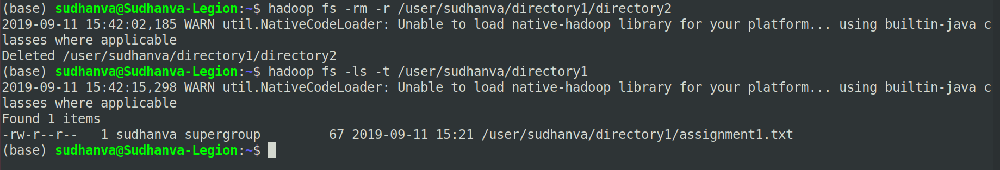 (base) sudhanva@Sudhanva-Legion:~$ hadoop fs -rm -r /user/sudhanva/directory1/directory2
2019-09-11 15:42:02,185 WARN util.NativeCodeLoader: Unable to load native-hadoop library for your platform... using builtin-java c
lasses where applicable
Deleted /user/sudhanva/directory1/directory2
(base) sudhanva@Sudhanva-Legion:~$ hadoop fs -ls -t /user/sudhanva/directory1
2019-09-11 15:42:15,298 WARN util.NativeCodeLoader: Unable to load native-hadoop library for your platform... using builtin-java c
lasses where applicable
Found 1 items
-rw-r--r--   1 sudhanva supergroup         67 2019-09-11 15:21 /user/sudhanva/directory1/assignment1.txt
(base) sudhanva@Sudhanva-Legion:~$